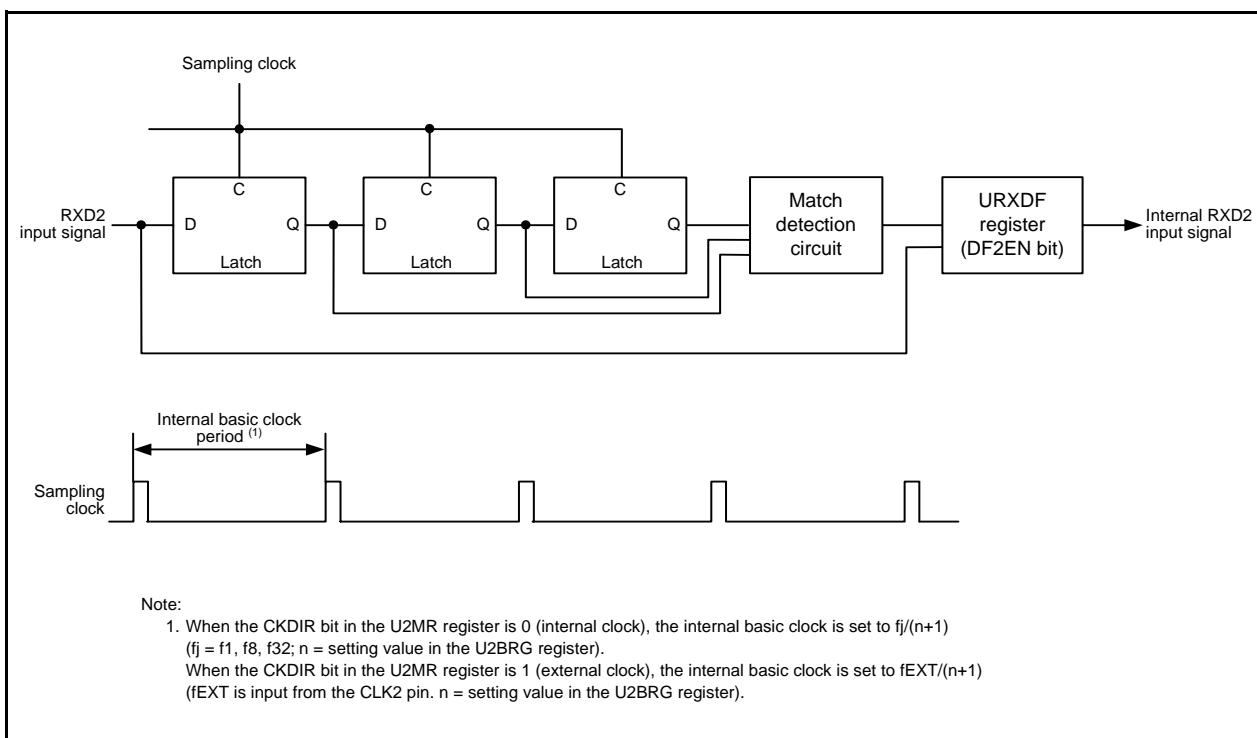 Sampling clock
RXD2
input signal
C
D
Q
Latch
C
D
Q
Latch
C
D
Q
Latch
Match
detection
circuit
URXDF
register
(DF2EN bit)
Internal RXD2
input signal
Internal basic clock
period (1)
Sampling
clock
Note:
1. When the CKDIR bit in the U2MR register is 0 (internal clock), the internal basic clock is set to fj/(n+1)
(fj = f1, f8, f32; n = setting value in the U2BRG register).
When the CKDIR bit in the U2MR register is 1 (external clock), the internal basic clock is set to fEXT/(n+1)
(fEXT is input from the CLK2 pin. n = setting value in the U2BRG register).